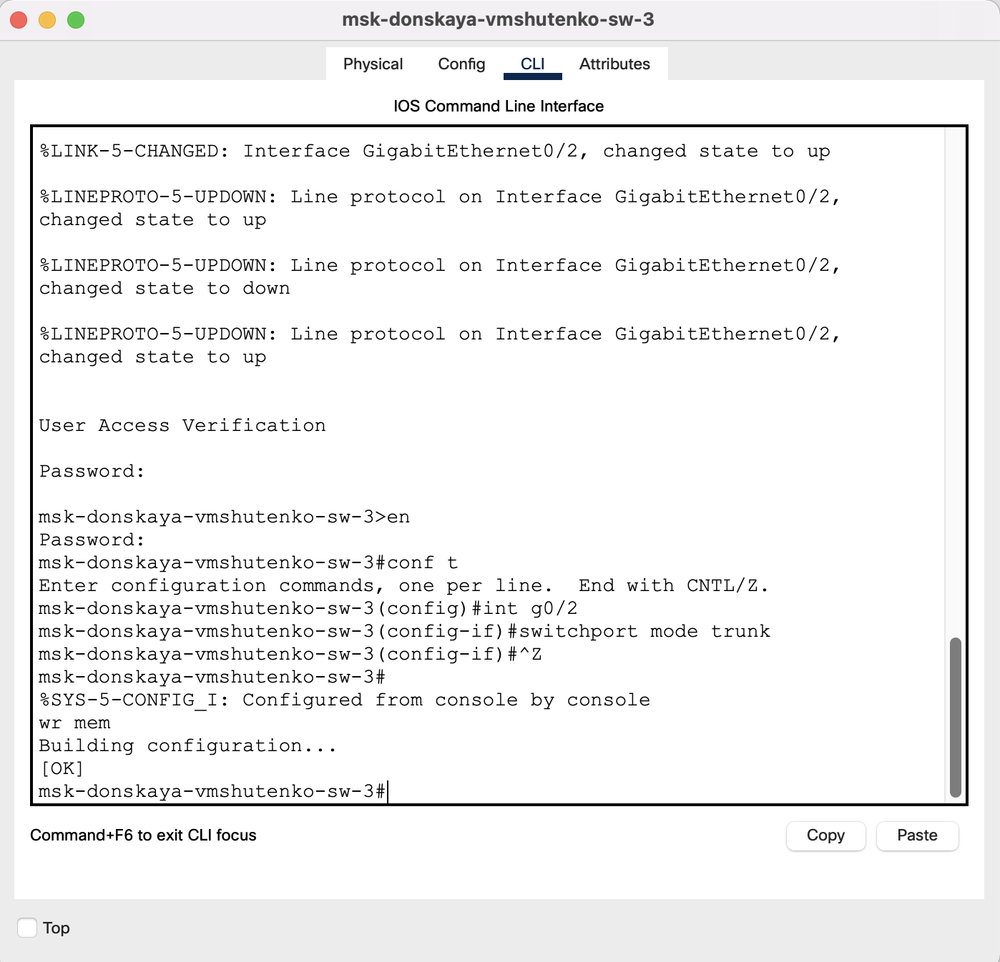 msk-donskaya-vmshutenko-sw-3
Physical Config CLI Attributes
IOS Command Line Interface
%LINK-5-CHANGED: Interface GigabitEthernet0/2, changed state to up
%LINEPROTO-5-UPDOWN: Line protocol on Interface GigabitEthernet0/2,
changed state to up
%LINEPROTO-5-UPDOWN: Line protocol on Interface GigabitEthernet0/2,
changed state to down
%LINEPROTO-5-UPDOWN: Line protocol on Interface GigabitEthernet0/2,
changed state to up
User Access Verification
Password:
msk-donskaya-vmshutenko-sw-3>en
Password:
msk-donskaya-vmshutenko-sw-3#conf t
Enter configuration commands, one per line.  End with CNTL/Z.
msk-donskaya-vmshutenko-sw-3(config)#int g0/2
msk-donskaya-vmshutenko-sw-3(config-if)#switchport mode trunk
msk-donskaya-vmshutenko-sw-3(config-if)#^Z
msk-donskaya-vmshutenko-sw-3#
%SYS-5-CONFIG_I: Configured from console by console
wr mem
Building configuration...
[OK]
msk-donskaya-vmshutenko-sw-3#
Command+F6 to exit CLI focus
Copy Paste
Top